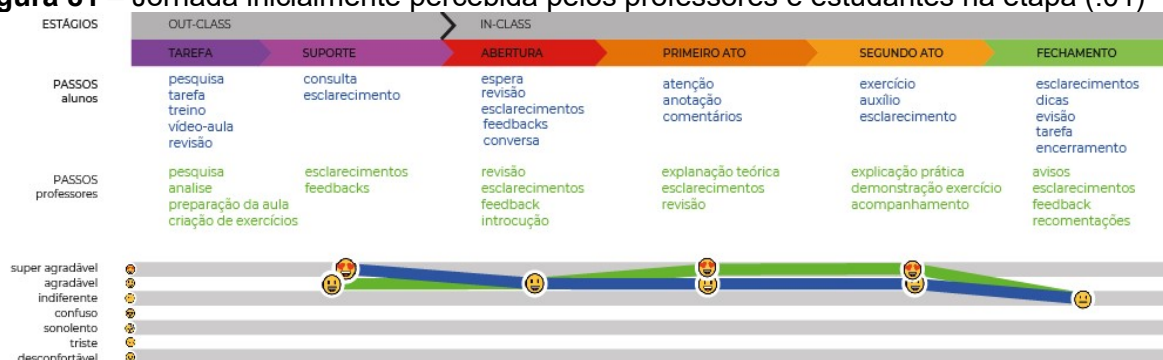 gura 51 - Jornada inicialmente percebida pelos professores e estudantes na etapa (.01)
ESTÁGIOS
OUT-CLASS
IN-CLASS
TAREFA
SUPORTE
ABERTURA
PRIMEIRO ATO
SEGUNDO ATO
FECHAMENTO
PASSOS
alunos
pesquisa
tarefa
treino
vídeo-aula
revisão
consulta
esclarecimento
espera
revisão
esclarecimentos
feedbacks
conversa
atenção
anotação
comentários
exercício
auxílio
esclarecimento
esclarecimentos
dicas
evisão
tarefa
encerramento
PASSOS
professores
pesquisa
analise
preparação da aula
criação de exercícios
esclarecimentos
feedbacks
revisão
esclarecimentos
feedback
introcução
explanação teórica
esclarecimentos
revisão
explicação prática
demonstração exercício
acompanhamento
avisos
esclarecimentos
feedback
recomentações
super agradável
agradável
indiferente
confuso
sonolento
triste
desconfortável